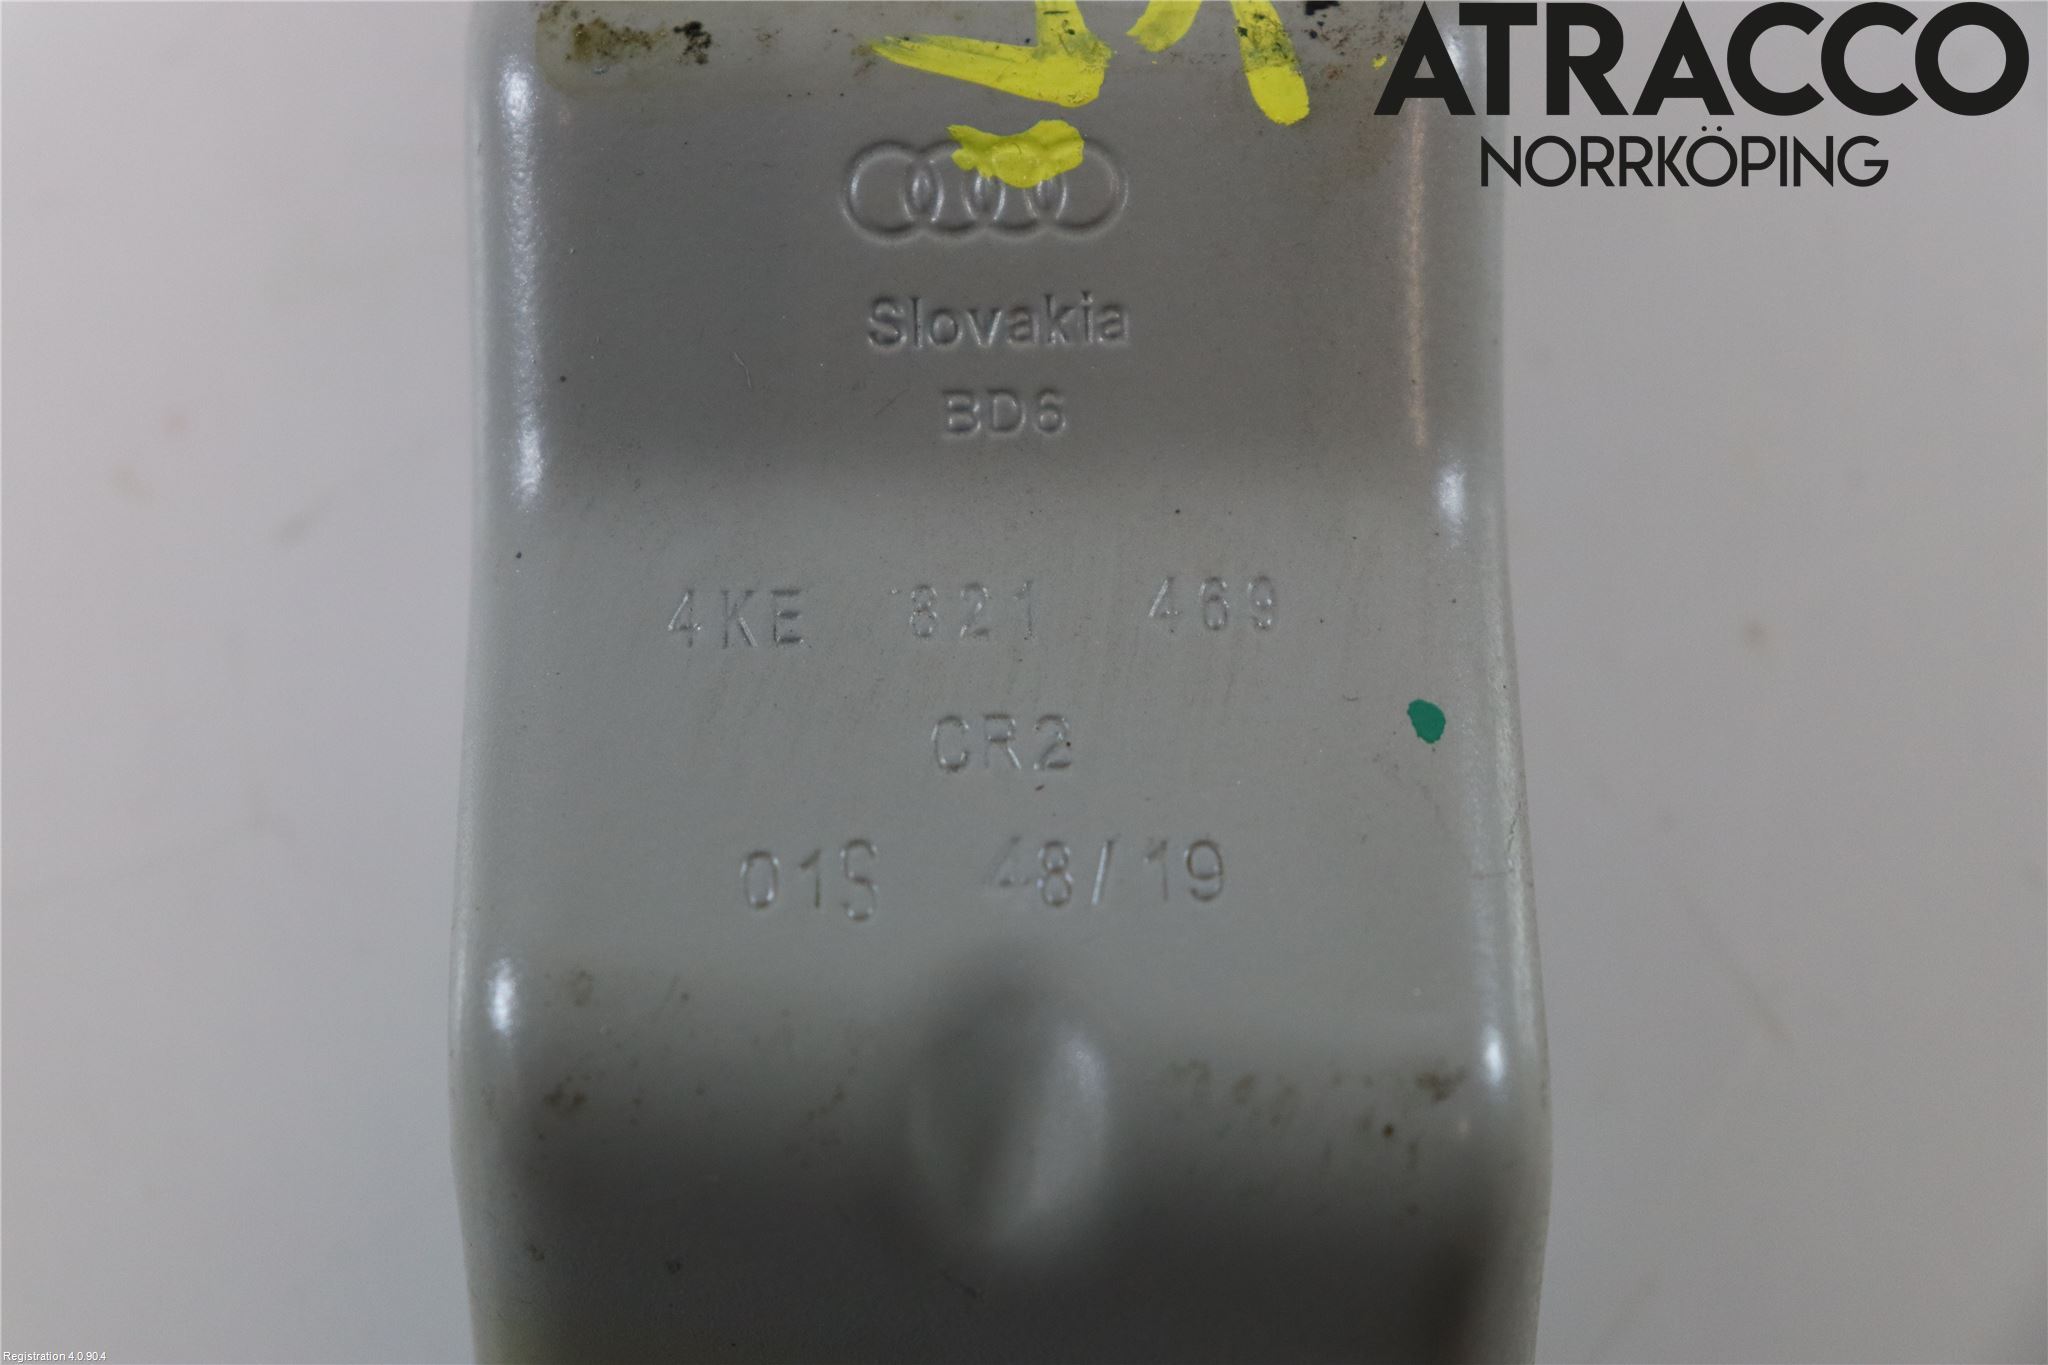 ATRACCO
NORRKÖPING
Slovakia
BD6
4KE 821 469
CR2
01S 48/19
Registration 4.0.90.4